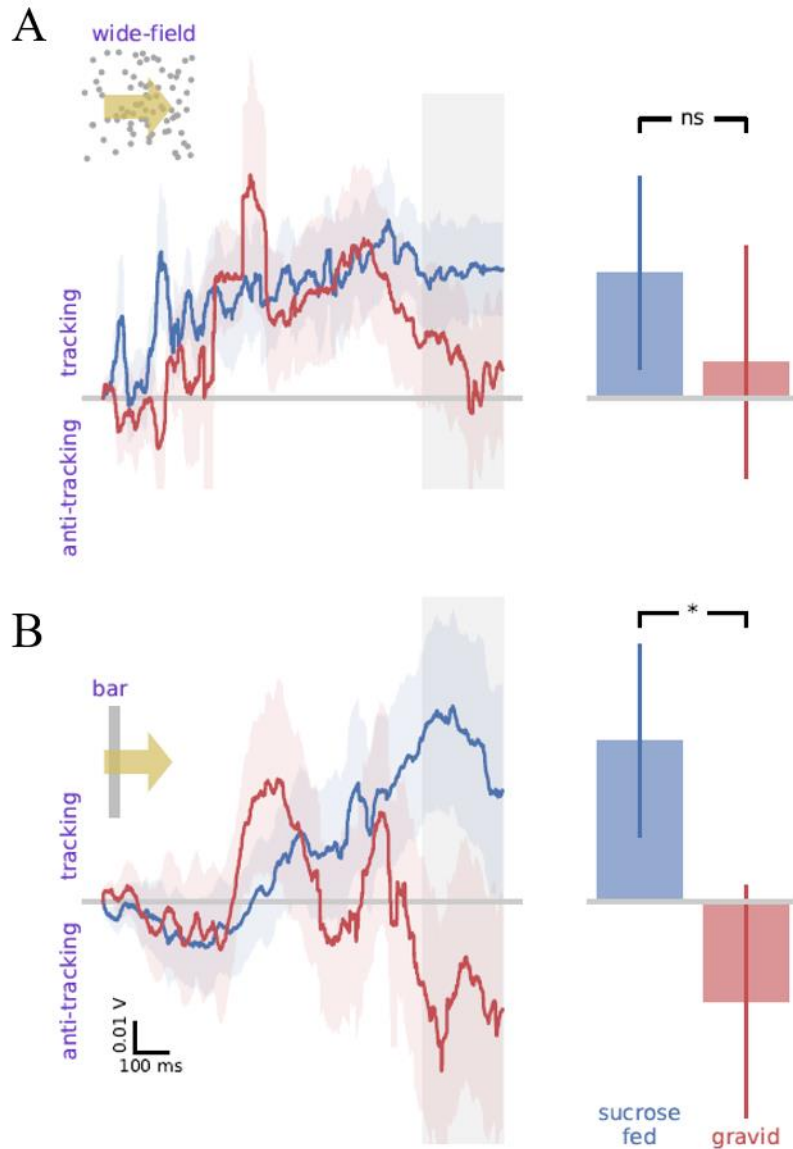 A
wide-field
tracking
anti-tracking
ns
B
bar
tracking
anti-tracking
0.01 V
100 ms
*
sucrose
fed
gravid